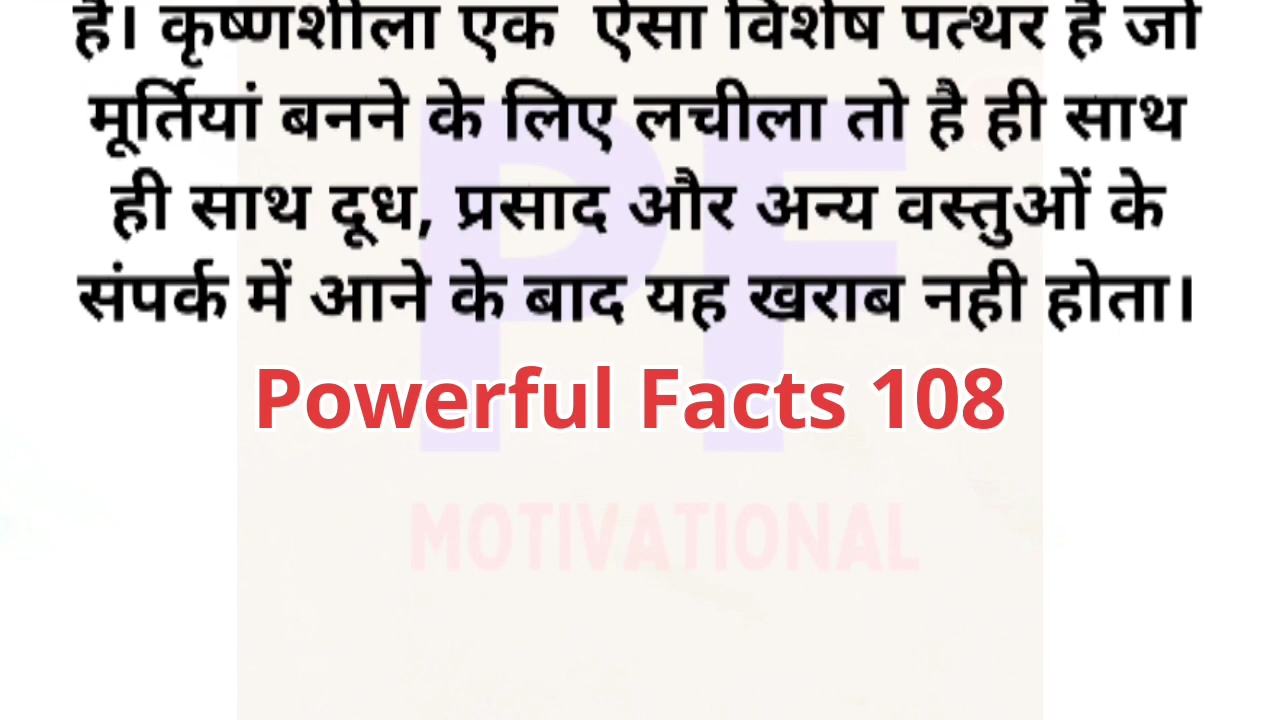 है। कृष्णशीला एक ऐसा विशेष पत्थर है जो
मूर्तियां बनने के लिए लचीला तो है ही साथ
ही साथ दूध, प्रसाद और अन्य वस्तुओं के
संपर्क में आने के बाद यह खराब नही होता।
Powerful Facts 108
PF
MOTIVATIONAL